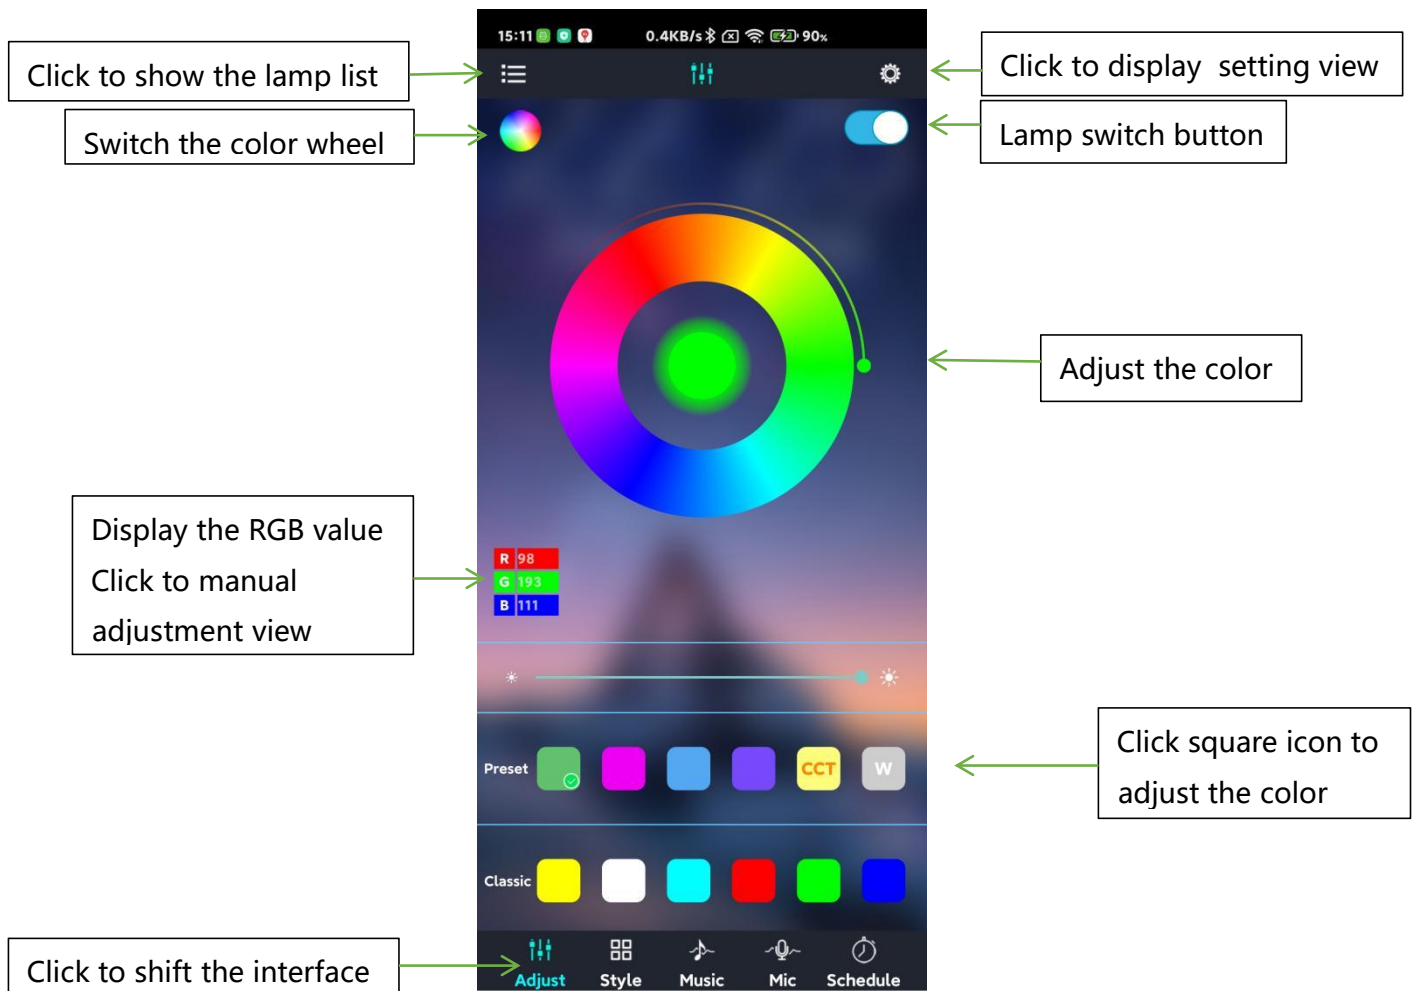 15:11 0.4KB/s 90%
Click to show the lamp list
Click to display setting view
Switch the color wheel
Lamp switch button
Adjust the color
Display the RGB value
Click to manual
adjustment view
R 98
G 193
B 111
Click square icon to
adjust the color
Preset CCT W
Classic
Click to shift the interface
Adjust Style Music Mic Schedule